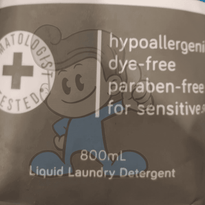 MATOLOGIST
TESTED
hypoallergeni
dye-free
paraben-free
for sensitive
800mL
Liquid Laundry Detergent